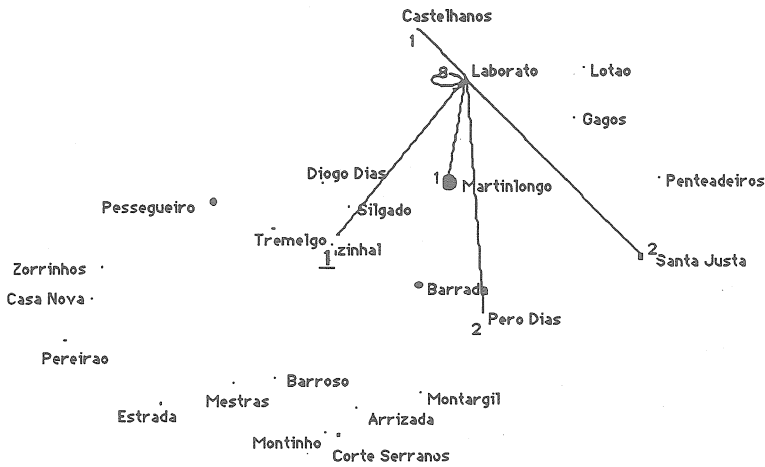 Castelhanos
1
8
Laborato
Lotao
Gagos
Diogo Dias
1
Martinlongo
Penteadeiros
Pessegueiro
Silgado
Tremelgo
zinhal
1
2
Santa Justa
Zorrinhos
Casa Nova
Barrada
Pero Dias
2
Pereirao
Barroso
Mestras
Montargil
Estrada
Arrizada
Montinho
Corte Serranos